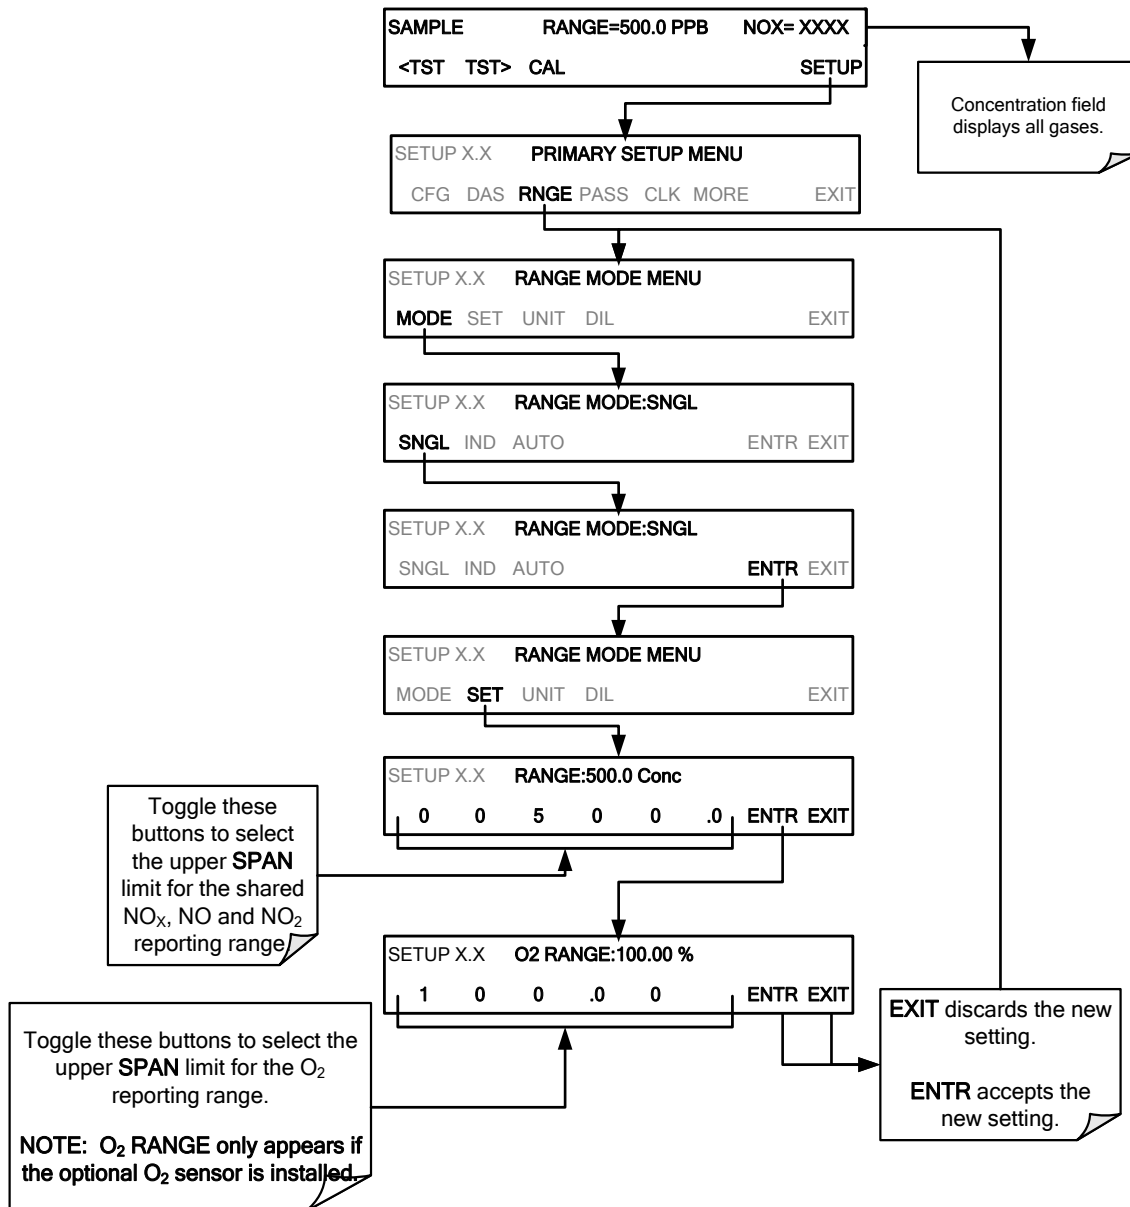 SAMPLE RANGE=500.0 PPB NOX= XXXX
<TST TST> CAL SETUP
Concentration field
displays all gases.
SETUP X.X PRIMARY SETUP MENU
CFG DAS RNGE PASS CLK MORE EXIT
SETUP X.X RANGE MODE MENU
MODE SET UNIT DIL EXIT
SETUP X.X RANGE MODE:SNGL
SNGL IND AUTO ENTR EXIT
SETUP X.X RANGE MODE:SNGL
SNGL IND AUTO ENTR EXIT
SETUP X.X RANGE MODE MENU
MODE SET UNIT DIL EXIT
SETUP X.X RANGE:500.0 Conc
0 0 5 0 0 .0 ENTR EXIT
Toggle these
buttons to select
the upper SPAN
limit for the shared
NOX, NO and NO2
reporting range.
SETUP X.X O2 RANGE:100.00 %
1 0 0 .0 0 ENTR EXIT
Toggle these buttons to select the
upper SPAN limit for the O2
reporting range.
NOTE: O2 RANGE only appears if
the optional O2 sensor is installed.
EXIT discards the new
setting.
ENTR accepts the
new setting.